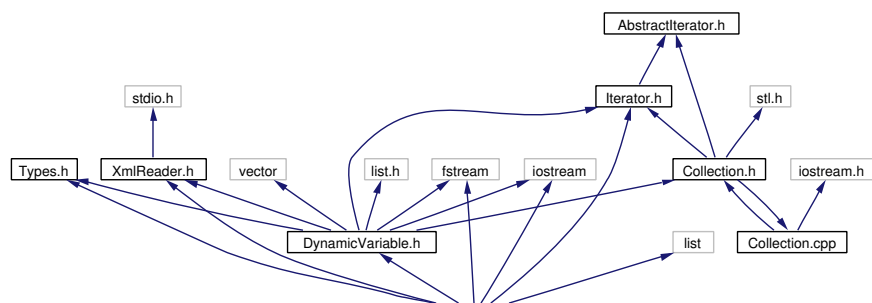 AbstractIterator.h
stdio.h
Iterator.h
stl.h
Types.h
XmlReader.h
vector
list.h
fstream
iostream
Collection.h
iostream.h
DynamicVariable.h
list
Collection.cpp